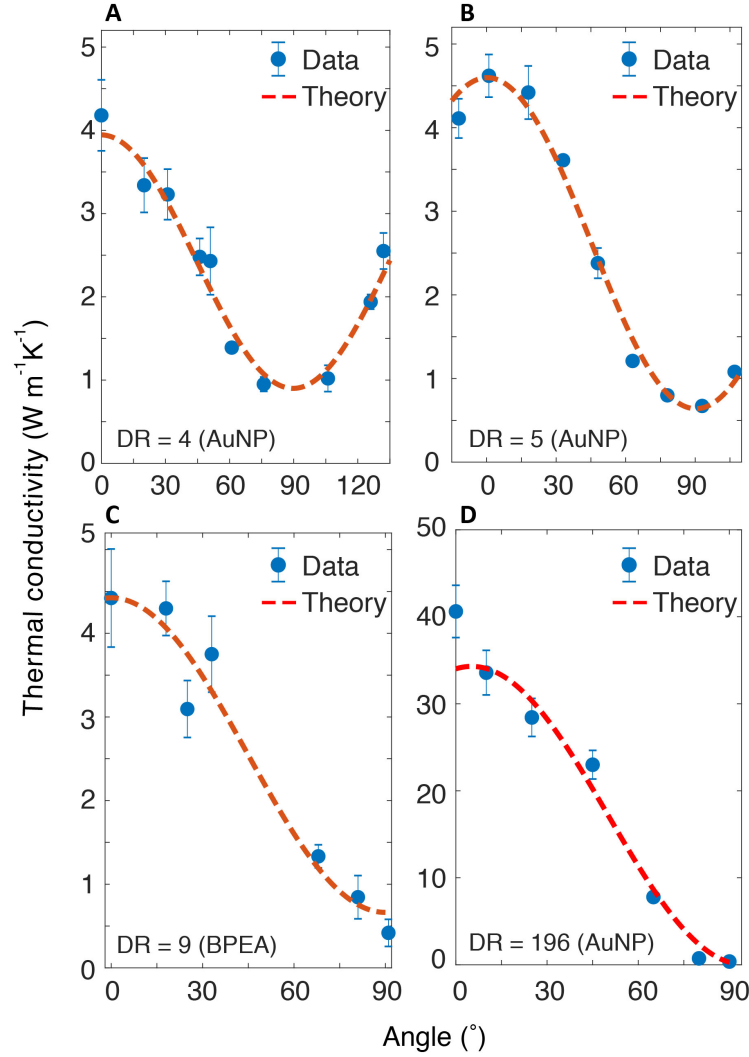 Thermal conductivity (W m⁻¹K⁻¹)
A
Data
Theory
5
4
3
2
1
0
DR = 4 (AuNP)
0 30 60 90 120
B
Data
Theory
5
4
3
2
1
0
DR = 5 (AuNP)
0 30 60 90
C
Data
Theory
5
4
3
2
1
0
DR = 9 (BPEA)
0 30 60 90
D
Data
Theory
50
40
30
20
10
0
DR = 196 (AuNP)
0 30 60 90
Angle (°)